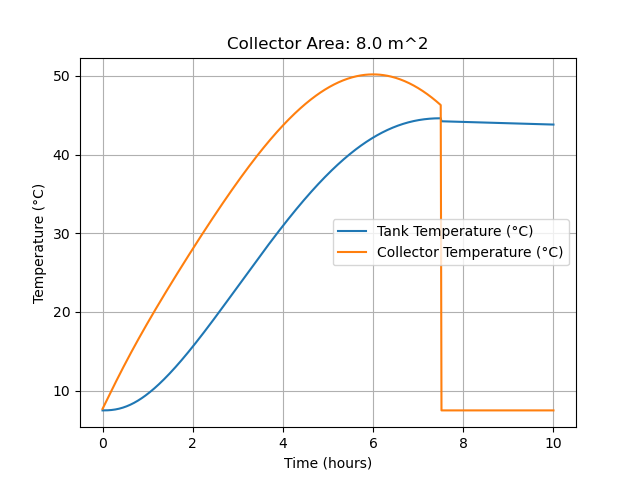 Collector Area: 8.0 m^2
50
40
30
20
10
Temperature (°C)
Tank Temperature (°C)
Collector Temperature (°C)
0
2
4
6
8
10
Time (hours)